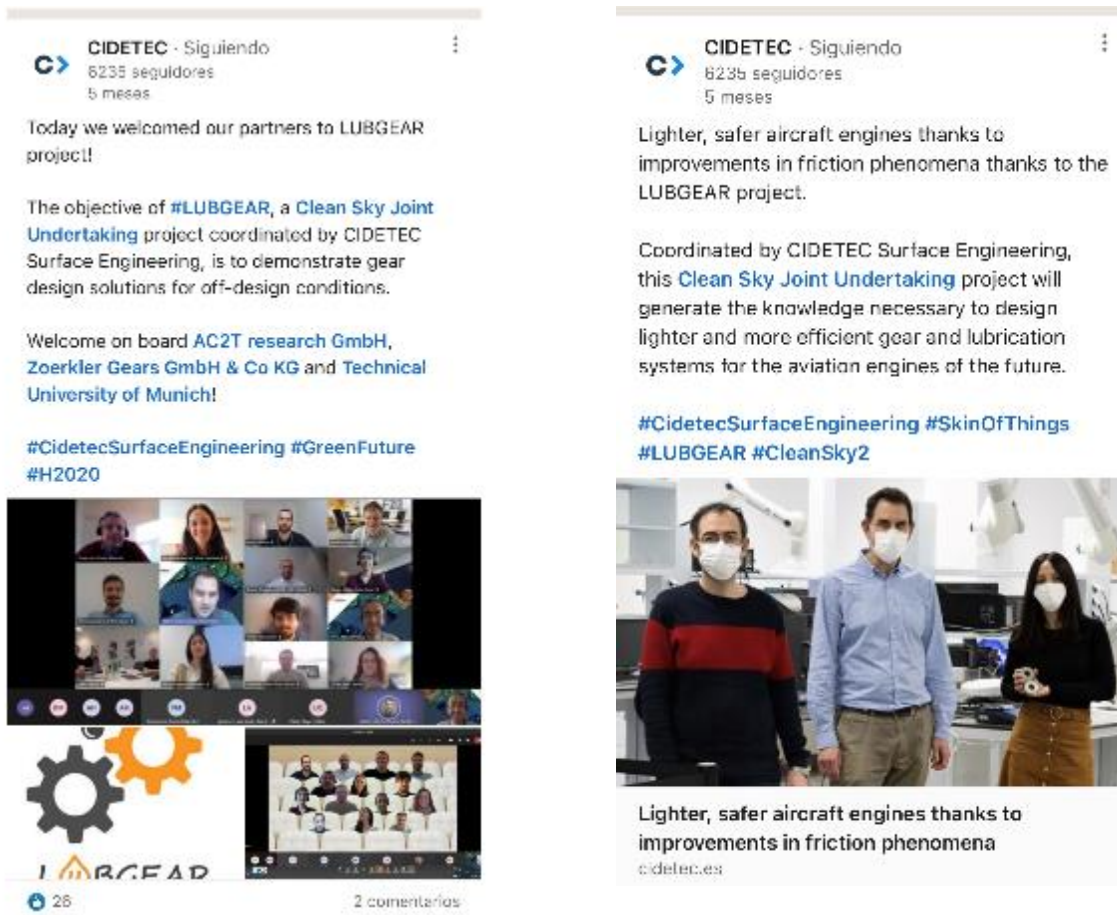 CIDETEC · Siguiendo
6235 seguidores
5 meses
Today we welcomed our partners to LUBGEAR
project!
The objective of #LUBGEAR, a Clean Sky Joint
Undertaking project coordinated by CIDETEC
Surface Engineering, is to demonstrate gear
design solutions for off-design conditions.
Welcome on board AC2T research GmbH,
Zoerkler Gears GmbH & Co KG and Technical
University of Munich!
#CidetecSurfaceEngineering #GreenFuture
#H2020
LUBGEAR
26
2 comentarios
CIDETEC · Siguiendo
6235 seguidores
5 meses
Lighter, safer aircraft engines thanks to
improvements in friction phenomena thanks to the
LUBGEAR project.
Coordinated by CIDETEC Surface Engineering,
this Clean Sky Joint Undertaking project will
generate the knowledge necessary to design
lighter and more efficient gear and lubrication
systems for the aviation engines of the future.
#CidetecSurfaceEngineering #SkinOfThings
#LUBGEAR #CleanSky2
Lighter, safer aircraft engines thanks to
improvements in friction phenomena
cidetec.es